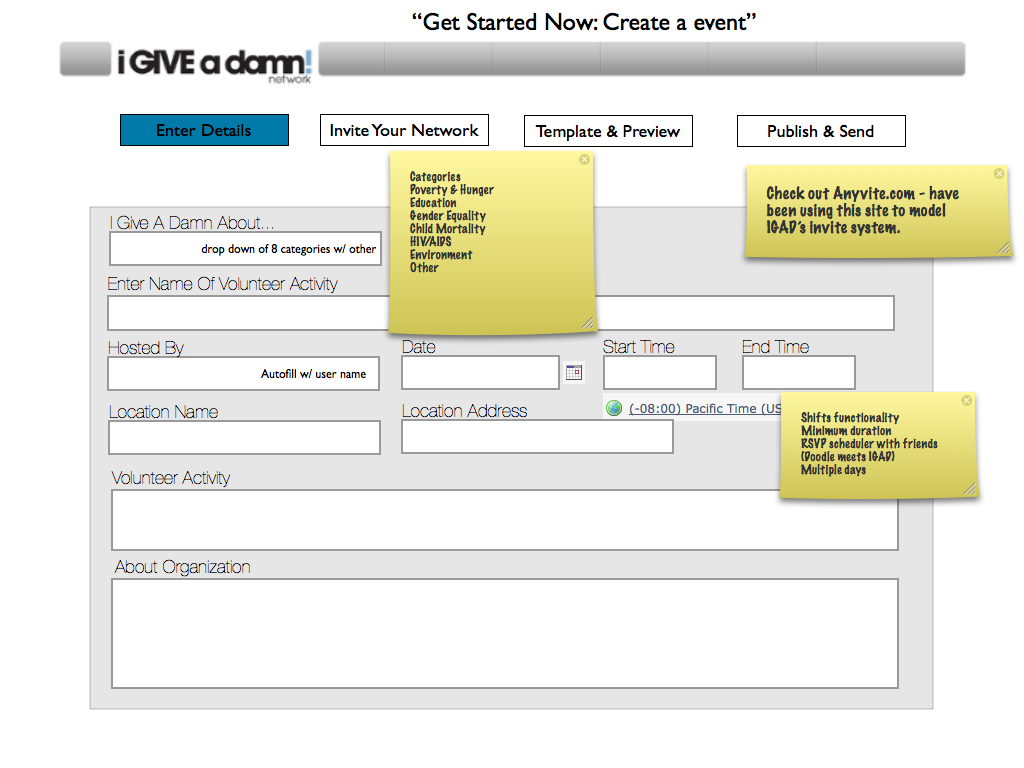 “Get Started Now: Create a event”
i GIVE a damn!
network
Enter Details
Invite Your Network
Template & Preview
Publish & Send
Categories
Poverty & Hunger
Education
Gender Equality
Child Mortality
HIV/AIDS
Environment
Other
Check out Anyvite.com - have
been using this site to model
IGAD's invite system.
I Give A Damn About...
drop down of 8 categories w/ other
Enter Name Of Volunteer Activity
Hosted By
Date
Start Time
End Time
Autofill w/ user name
Location Name
Location Address
(-08:00) Pacific Time (US
Shifts functionality
Minimum duration
RSVP scheduler with friends
(Doodle meets IGAD)
Multiple days
Volunteer Activity
About Organization